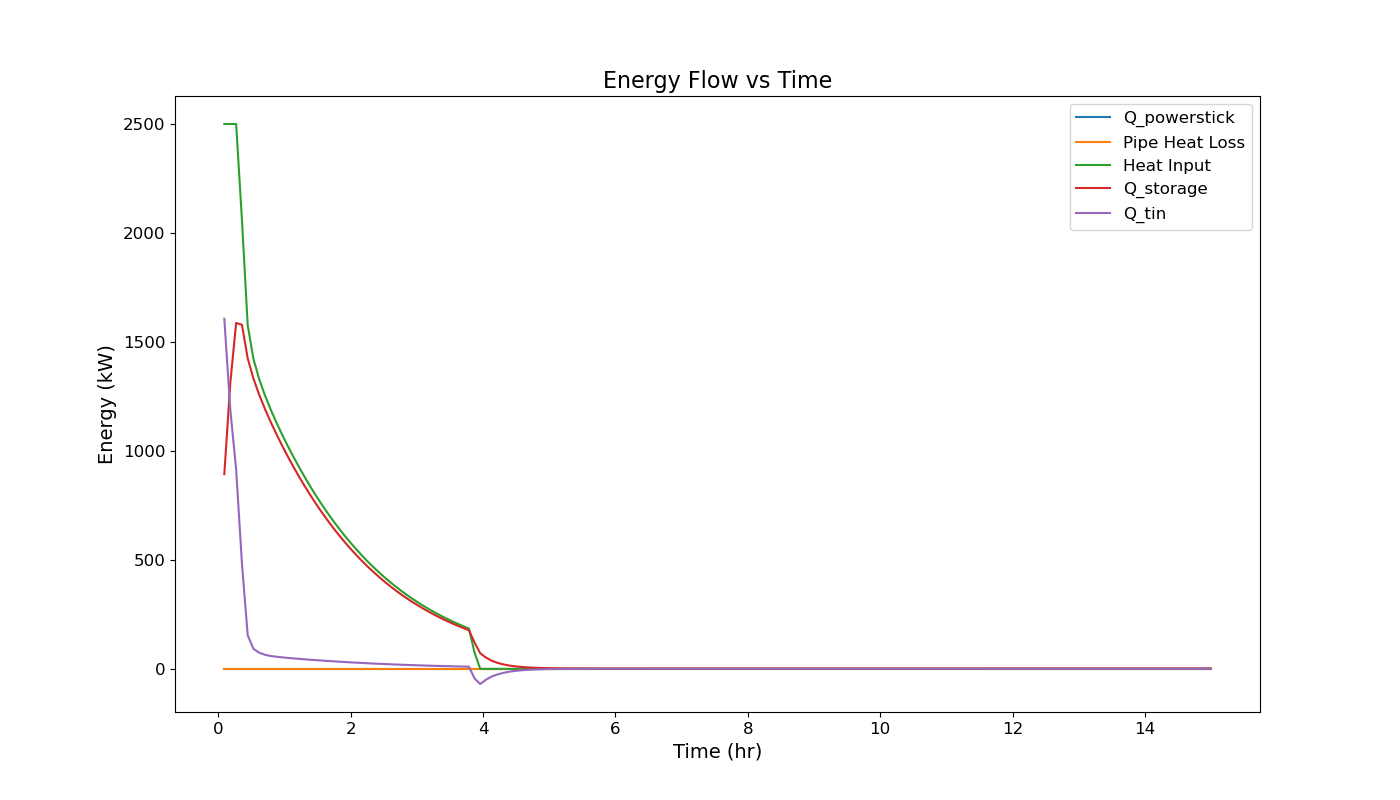 Energy Flow vs Time
Q_powerstick
Pipe Heat Loss
Heat Input
Q_storage
Q_tin
Energy (kW)
2500
2000
1500
1000
500
0
0 2 4 6 8 10 12 14
Time (hr)